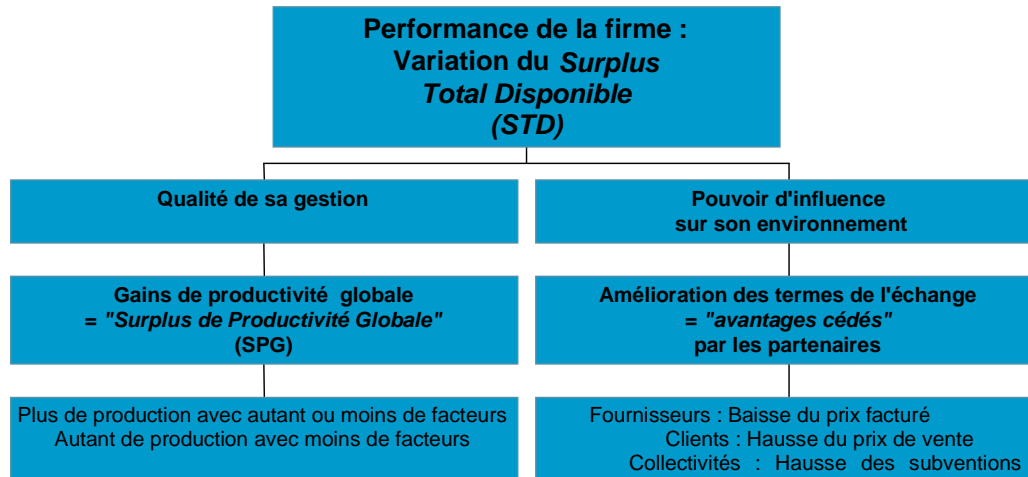 Performance de la firme :
Variation du Surplus
Total Disponible
(STD)
Qualité de sa gestion
Pouvoir d'influence
sur son environnement
Gains de productivité globale
= "Surplus de Productivité Globale"
(SPG)
Amélioration des termes de l'échange
= "avantages cédés"
par les partenaires
Plus de production avec autant ou moins de facteurs
Autant de production avec moins de facteurs
Fournisseurs : Baisse du prix facturé
Clients : Hausse du prix de vente
Collectivités : Hausse des subventions